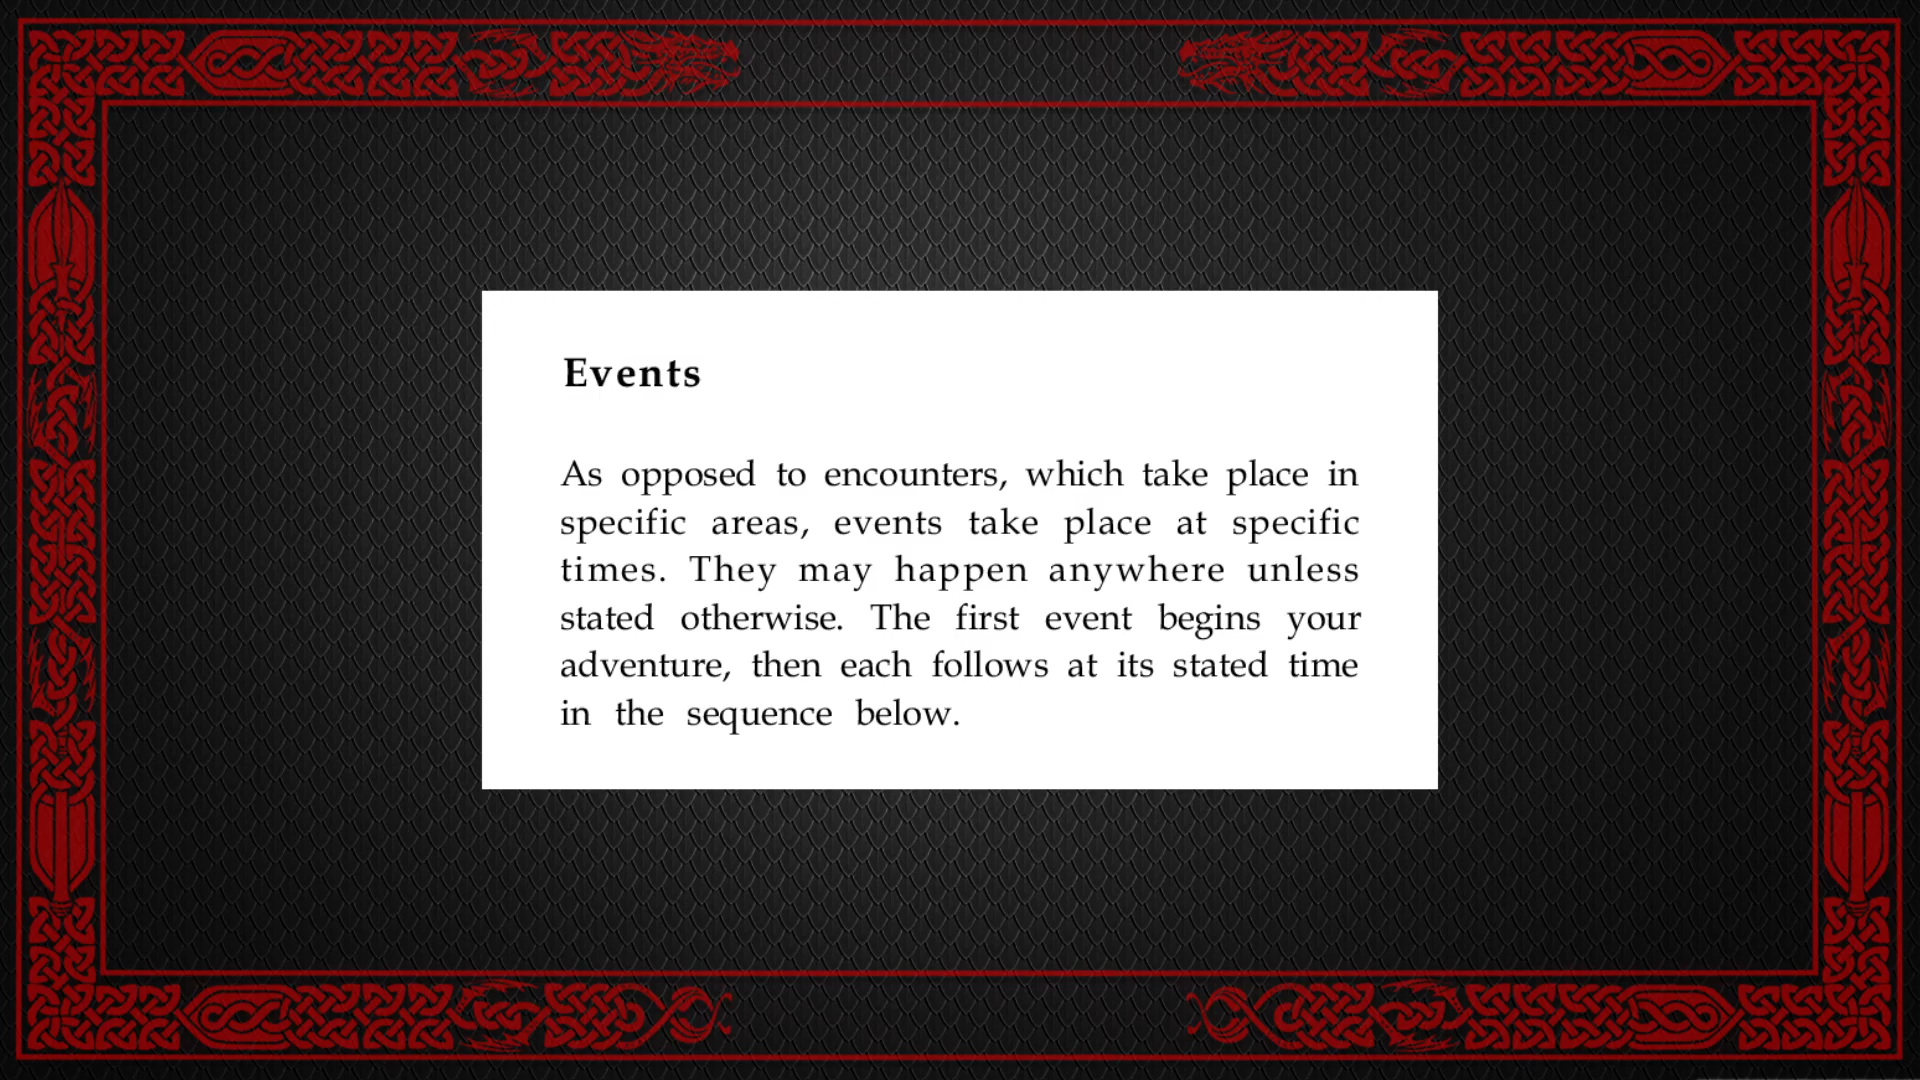 Events
As opposed to encounters, which take place in
specific areas, events take place at specific
times. They may happen anywhere unless
stated otherwise. The first event begins your
adventure, then each follows at its stated time
in the sequence below.